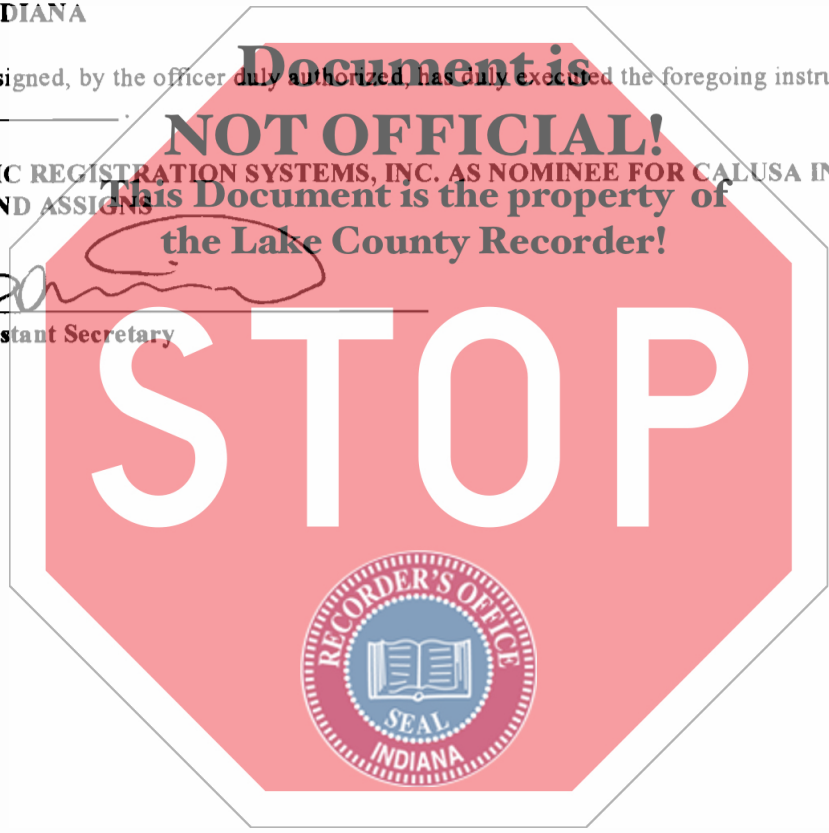 DIANA
Document is
signed, by the officer duly authorized, has duly executed the foregoing instru
NOT OFFICIAL!
C REGISTRATION SYSTEMS, INC. AS NOMINEE FOR CALUSA IN
This Document is the property of
ND ASSIGNS
the Lake County Recorder!
stant Secretary
STOP
RECORDER'S OFFICE
SEAL
INDIANA